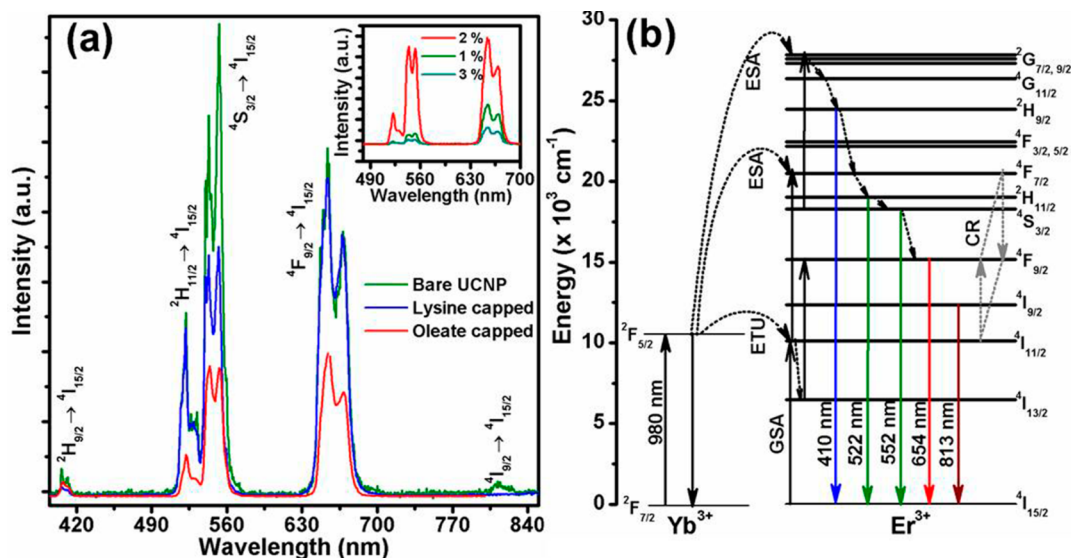 (a)
Intensity (a.u.)
Wavelength (nm)
420 490 560 630 700 770 840
²H₉/₂ → ⁴I₁₅/₂
²H₁₁/₂ → ⁴I₁₅/₂
⁴S₃/₂ → ⁴I₁₅/₂
⁴F₉/₂ → ⁴I₁₅/₂
⁴I₉/₂ → ⁴I₁₅/₂
Bare UCNP
Lysine capped
Oleate capped
Intensity (a.u.)
2 %
1 %
3 %
490 560 630 700
Wavelength (nm)
(b)
Energy (x 10³ cm⁻¹)
30
25
20
15
10
5
0
ESA
ESA
ETU
GSA
CR
²F₅/₂
²F₇/₂
980 nm
410 nm
522 nm
552 nm
654 nm
813 nm
²G₇/₂, ₉/₂
⁴G₁₁/₂
²H₉/₂
⁴F₃/₂, ₅/₂
⁴F₇/₂
²H₁₁/₂
⁴S₃/₂
⁴F₉/₂
⁴I₉/₂
⁴I₁₁/₂
⁴I₁₃/₂
⁴I₁₅/₂
Yb³⁺
Er³⁺